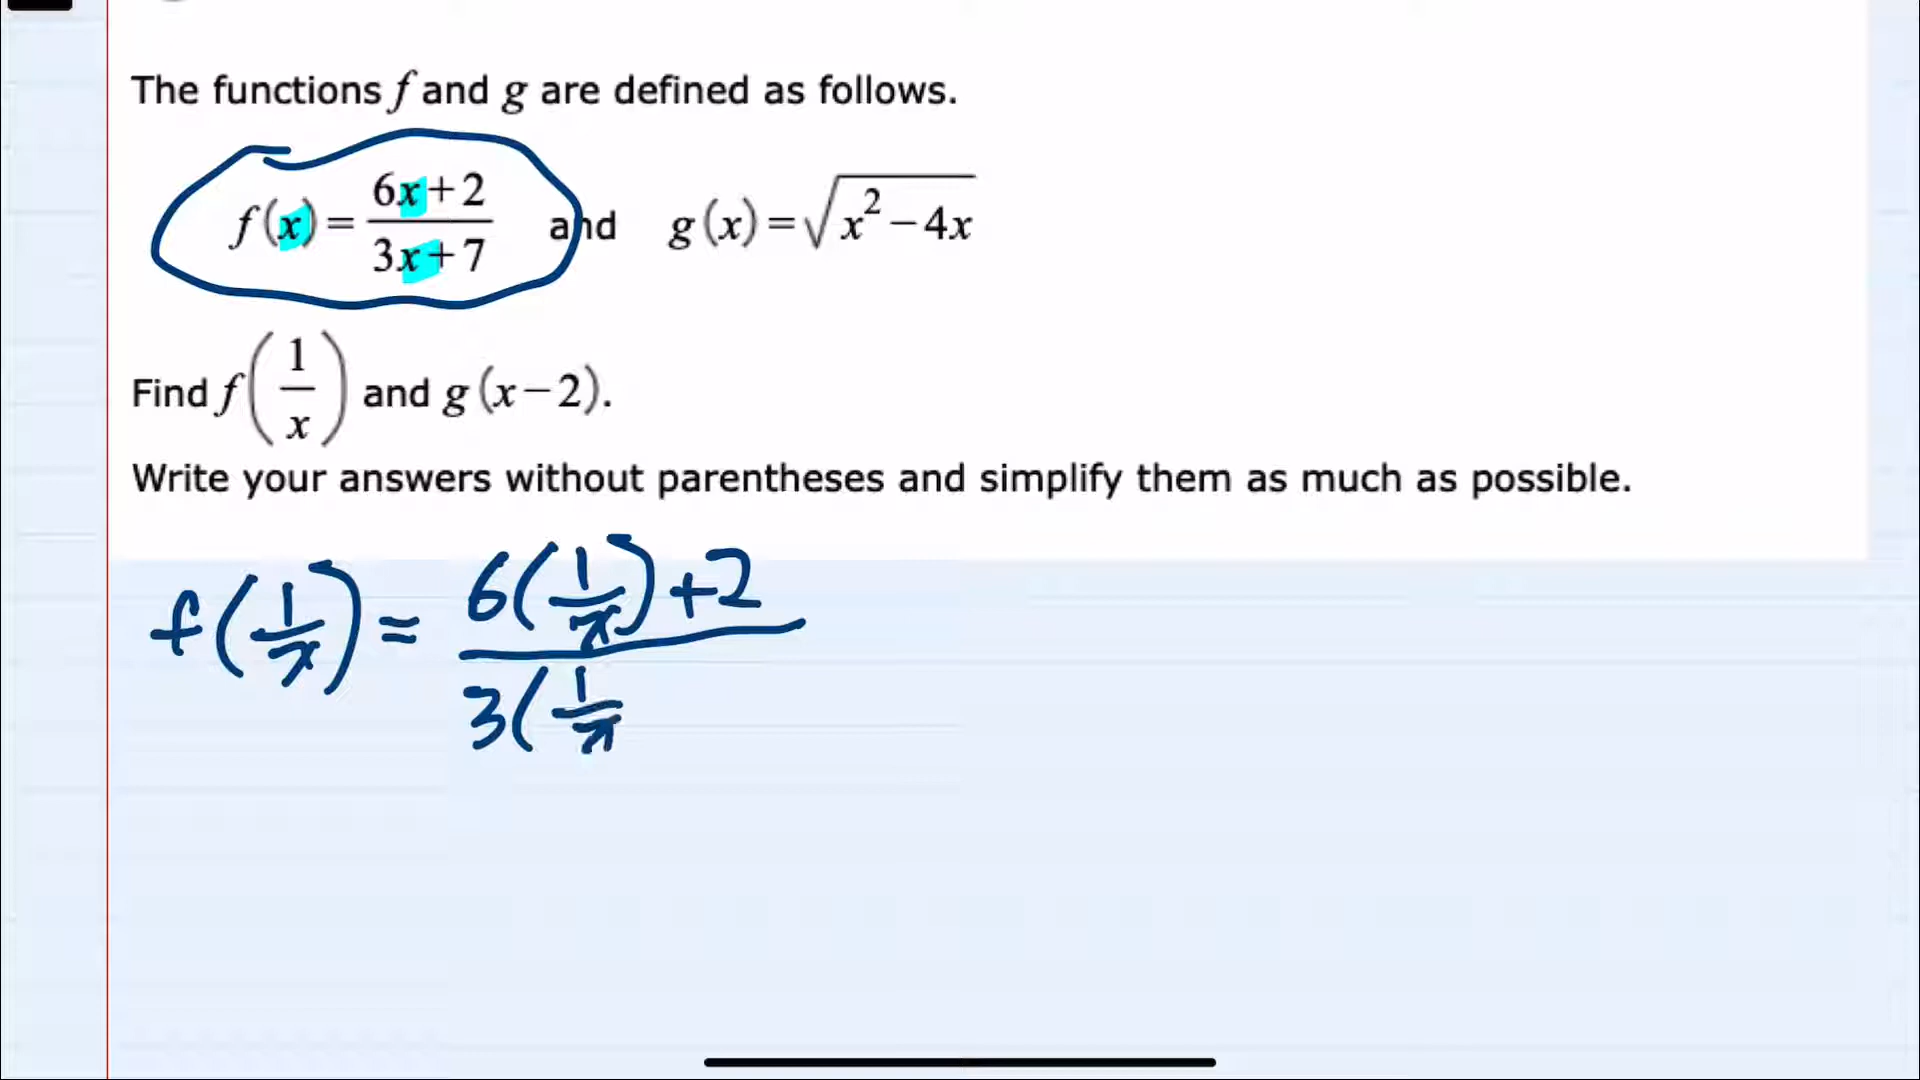 The functions f and g are defined as follows.
f(x) = (6x+2)/(3x+7) and g(x) = √(x² − 4x)
Find f(1/x) and g(x−2).
Write your answers without parentheses and simplify them as much as possible.
f(1/x) = (6(1/x)+2)/(3(1/x